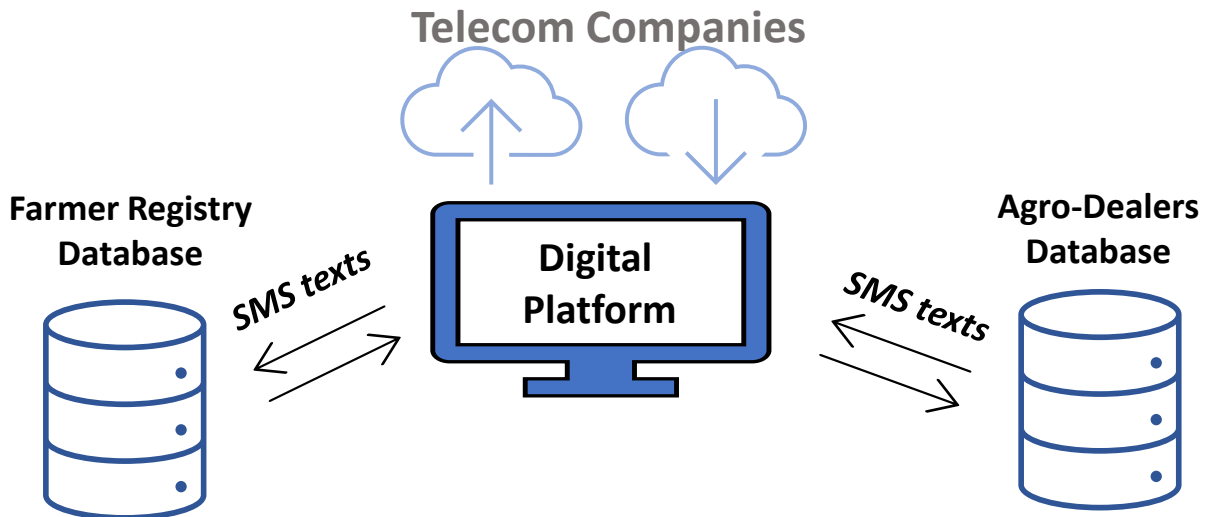 Telecom Companies
Farmer Registry
Database
SMS texts
Digital
Platform
SMS texts
Agro-Dealers
Database